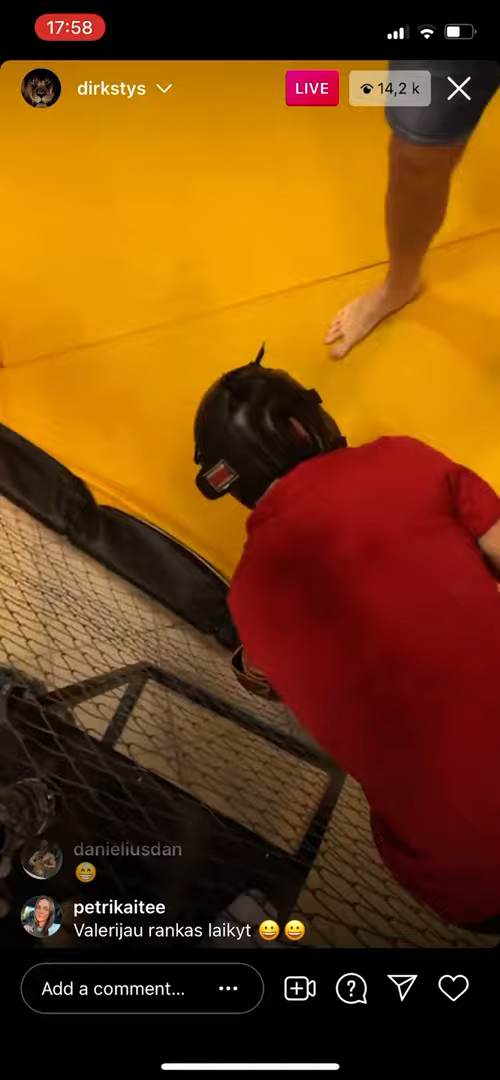 17:58
dirkstys
LIVE
14,2 k
danieliusdan
😁
petrikaitee
Valerijau rankas laikyt 😀😀
Add a comment...